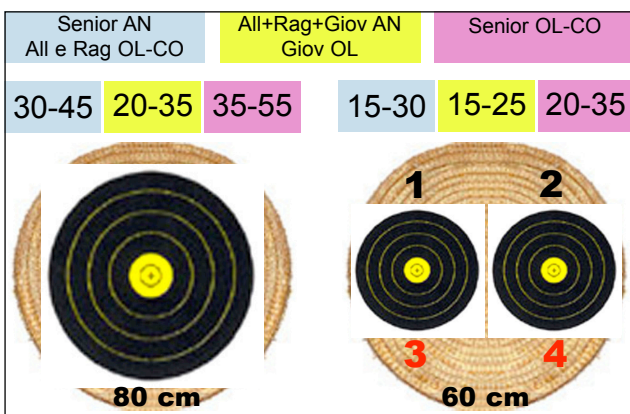 Senior AN
All e Rag OL-CO
All+Rag+Giov AN
Giov OL
Senior OL-CO
30-45 20-35 35-55
15-30 15-25 20-35
1 2
3 4
80 cm
60 cm